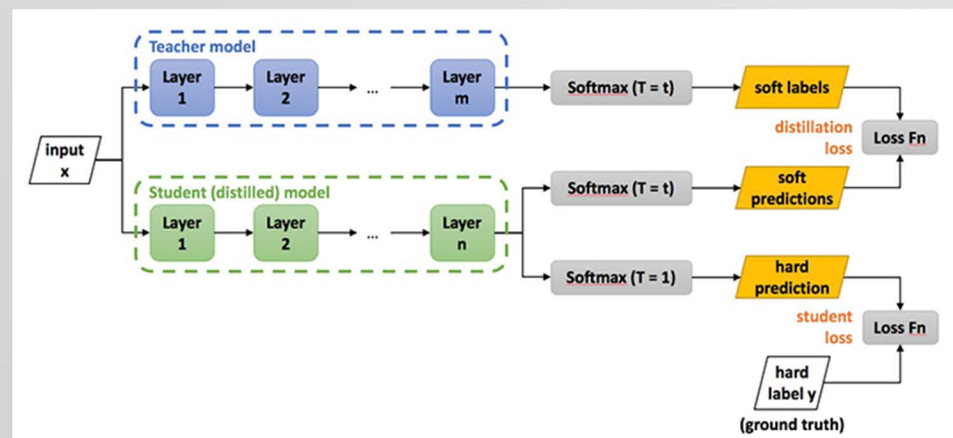 Teacher model
Layer
1
Layer
2
...
Layer
m
Softmax (T = t)
soft labels
distillation
loss
Loss Fn
input
x
Student (distilled) model
Layer
1
Layer
2
...
Layer
n
Softmax (T = t)
soft
predictions
Softmax (T = 1)
hard
prediction
student
loss
Loss Fn
hard
label y
(ground truth)